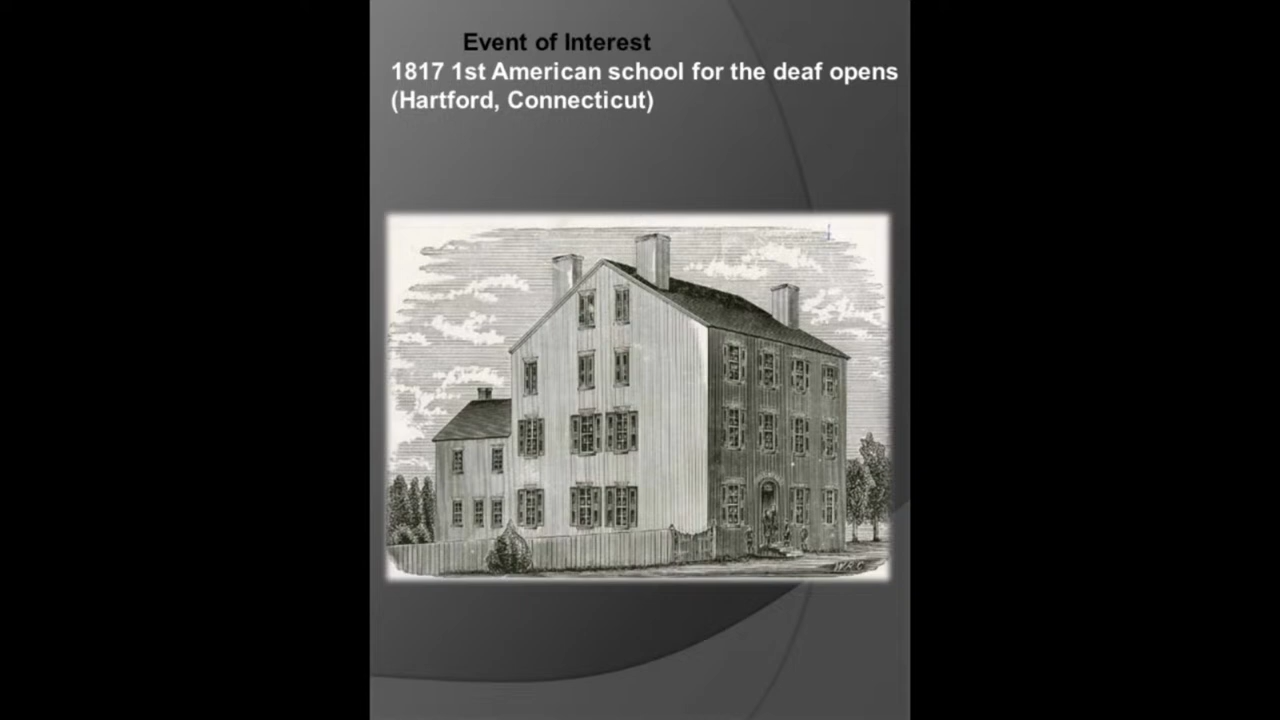 Event of Interest
1817 1st American school for the deaf opens
(Hartford, Connecticut)
W.R.C.